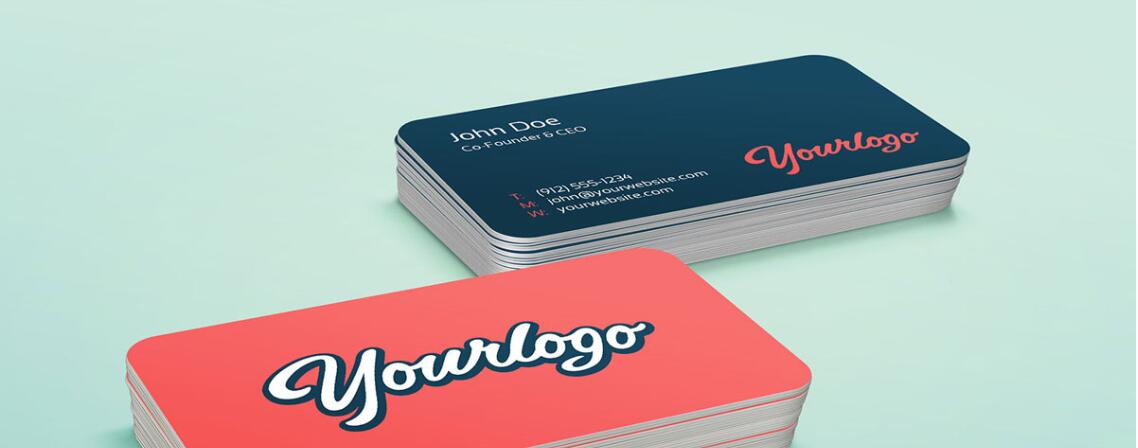 John Doe
Co-Founder & CEO
T: (912) 555-1234
M: john@yourwebsite.com
W: yourwebsite.com
Yourlogo
Yourlogo